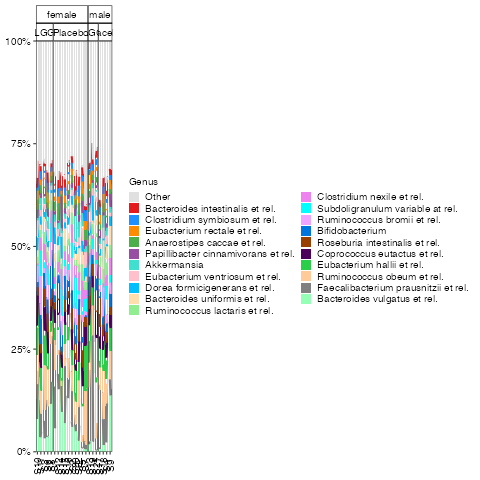 female
male
LGG
Placebo
100%
75%
50%
25%
0%
Genus
Other
Bacteroides intestinalis et rel.
Clostridium symbiosum et rel.
Eubacterium rectale et rel.
Anaerostipes caccae et rel.
Papillibacter cinnamivorans et rel.
Akkermansia
Eubacterium ventriosum et rel.
Dorea formicigenerans et rel.
Bacteroides uniformis et rel.
Ruminococcus lactaris et rel.
Clostridium nexile et rel.
Subdoligranulum variable at rel.
Ruminococcus bromii et rel.
Bifidobacterium
Roseburia intestinalis et rel.
Coprococcus eutactus et rel.
Eubacterium hallii et rel.
Ruminococcus obeum et rel.
Faecalibacterium prausnitzii et rel.
Bacteroides vulgatus et rel.